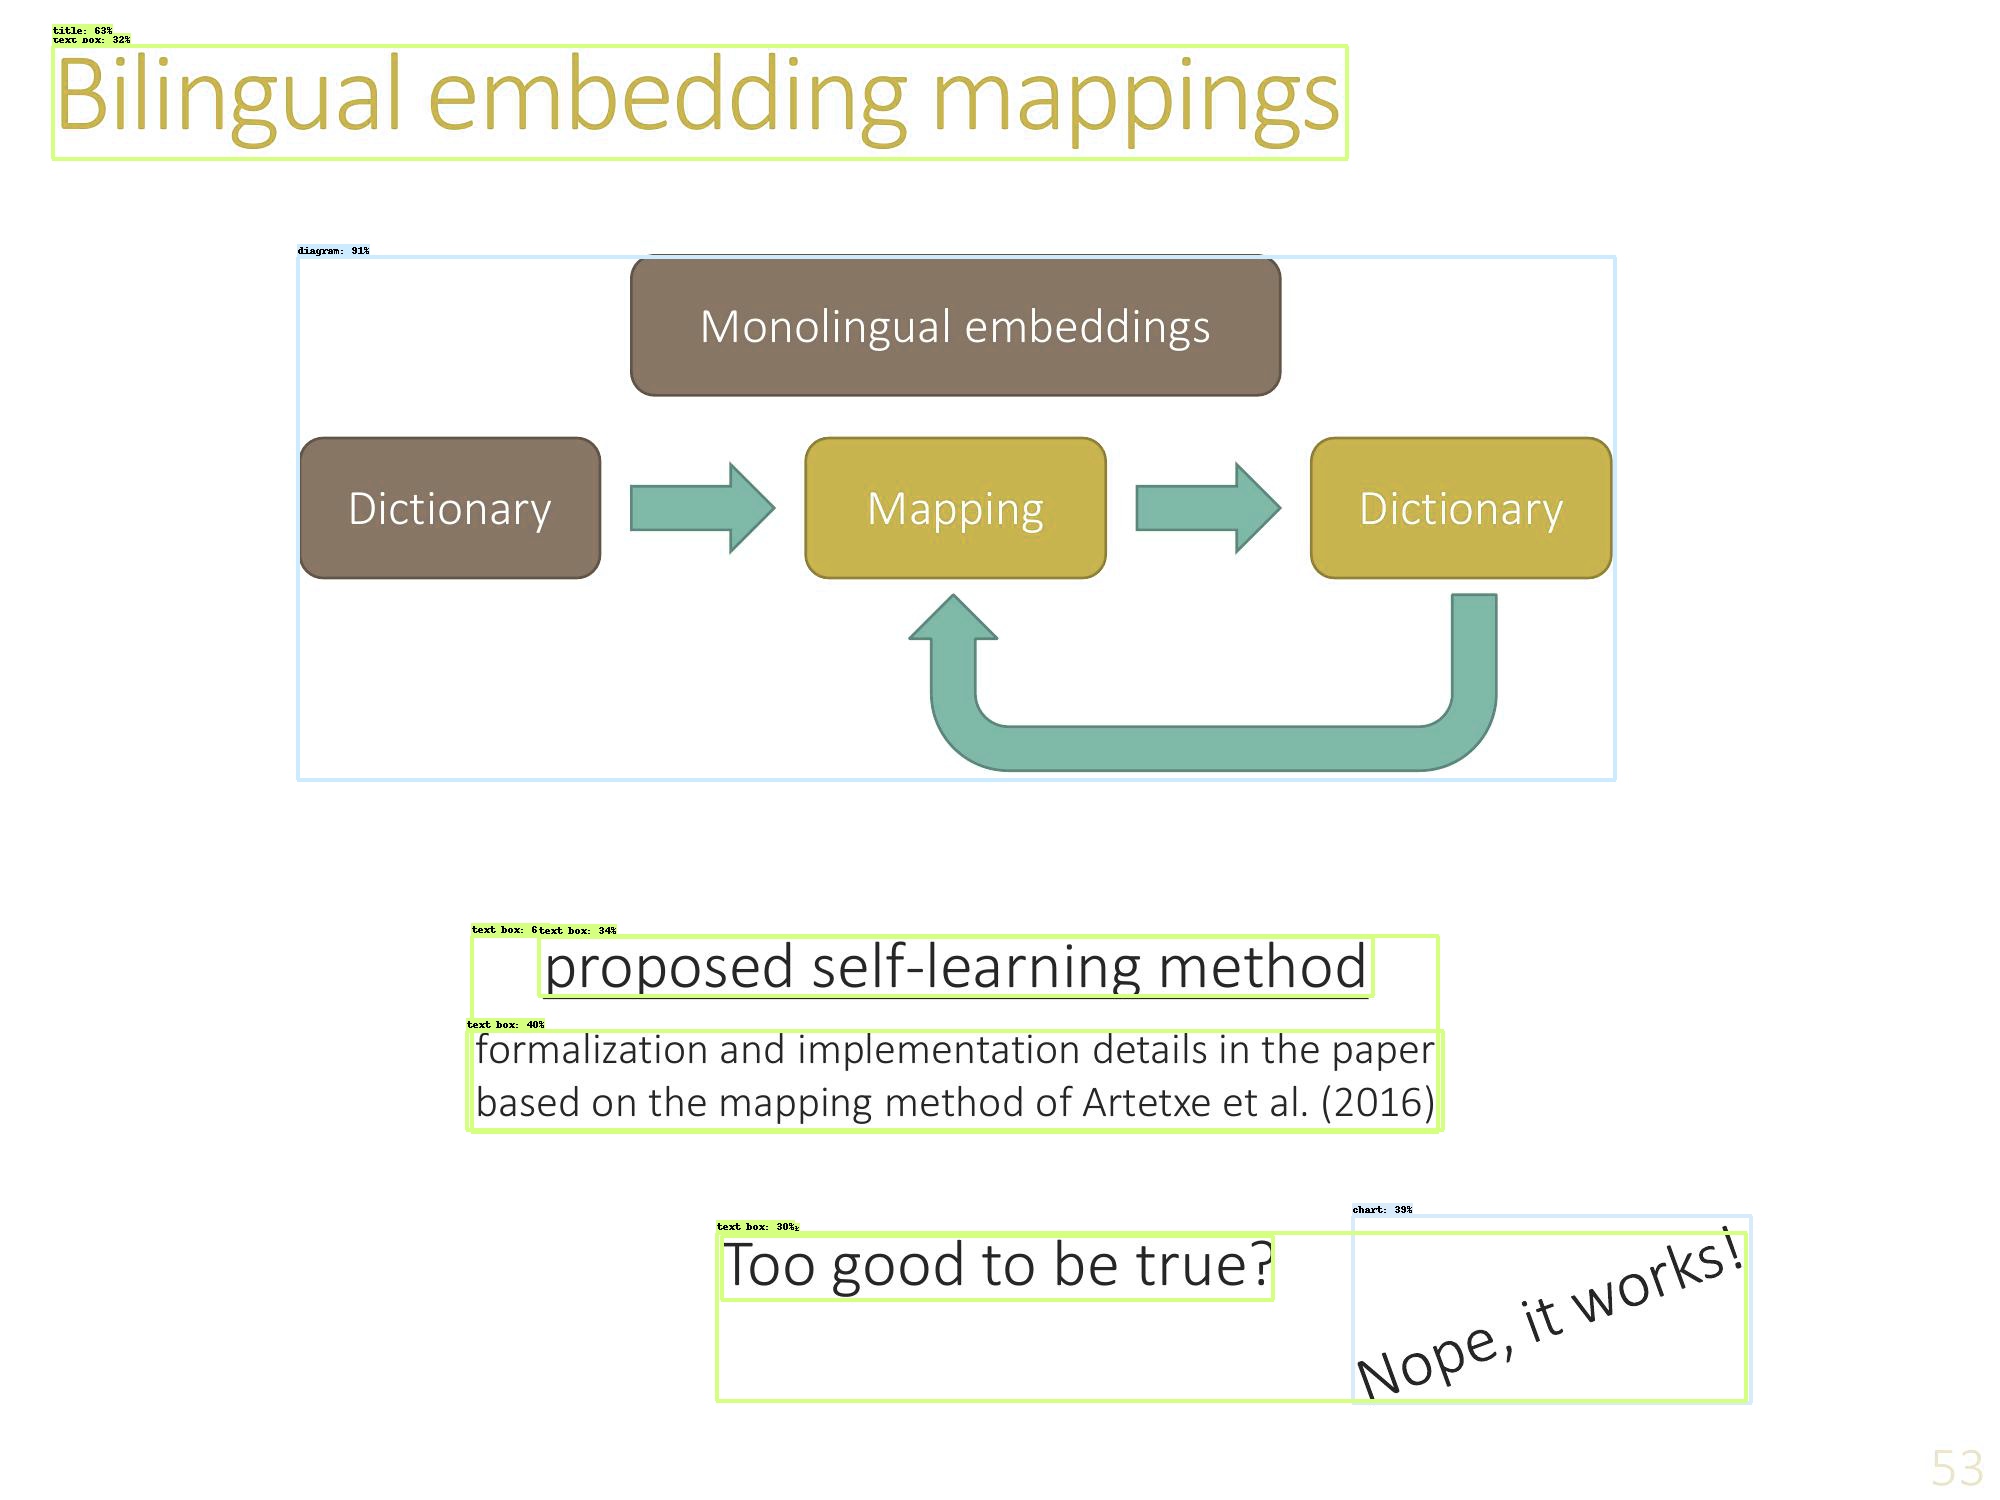 title: 63%
text box: 32%
Bilingual embedding mappings
diagram: 91%
Monolingual embeddings
Dictionary
Mapping
Dictionary
text box: 6
text box: 34%
proposed self-learning method
text box: 40%
formalization and implementation details in the paper
based on the mapping method of Artetxe et al. (2016)
text box: 30%
Too good to be true?
chart: 39%
Nope, it works!
53